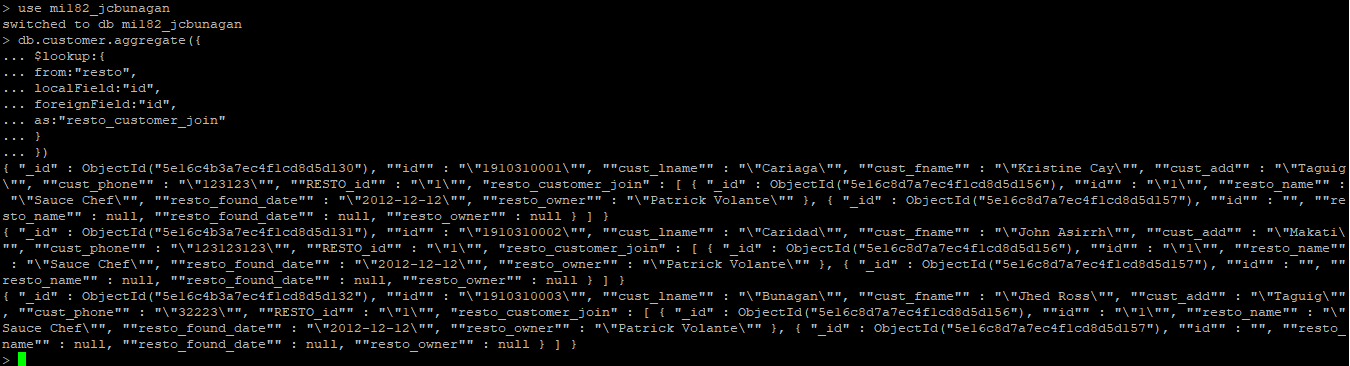 > use mi182_jcbunagan
switched to db mi182_jcbunagan
> db.customer.aggregate({
... $lookup:{
... from:"resto",
... localField:"id",
... foreignField:"id",
... as:"resto_customer_join"
... }
... })
{ "_id" : ObjectId("5e16c4b3a7ec4f1cd8d5d130"), ""id"" : "\"1910310001\"", ""cust_lname"" : "\"Cariaga\"", ""cust_fname"" : "\"Kristine Cay\"", ""cust_add"" : "\"Taguig
\"", ""cust_phone"" : "\"123123\"", ""RESTO_id"" : "\"1\"", "resto_customer_join" : [ { "_id" : ObjectId("5e16c8d7a7ec4f1cd8d5d156"), ""id"" : "\"1\"", ""resto_name"" :
"\"Sauce Chef\"", ""resto_found_date"" : "\"2012-12-12\"", ""resto_owner"" : "\"Patrick Volante\"" }, { "_id" : ObjectId("5e16c8d7a7ec4f1cd8d5d157"), ""id"" : "", ""re
sto_name"" : null, ""resto_found_date"" : null, ""resto_owner"" : null } ] }
{ "_id" : ObjectId("5e16c4b3a7ec4f1cd8d5d131"), ""id"" : "\"1910310002\"", ""cust_lname"" : "\"Caridad\"", ""cust_fname"" : "\"John Asirrh\"", ""cust_add"" : "\"Makati\
"", ""cust_phone"" : "\"123123123\"", ""RESTO_id"" : "\"1\"", "resto_customer_join" : [ { "_id" : ObjectId("5e16c8d7a7ec4f1cd8d5d156"), ""id"" : "\"1\"", ""resto_name""
: "\"Sauce Chef\"", ""resto_found_date"" : "\"2012-12-12\"", ""resto_owner"" : "\"Patrick Volante\"" }, { "_id" : ObjectId("5e16c8d7a7ec4f1cd8d5d157"), ""id"" : "", ""
resto_name"" : null, ""resto_found_date"" : null, ""resto_owner"" : null } ] }
{ "_id" : ObjectId("5e16c4b3a7ec4f1cd8d5d132"), ""id"" : "\"1910310003\"", ""cust_lname"" : "\"Bunagan\"", ""cust_fname"" : "\"Jhed Ross\"", ""cust_add"" : "\"Taguig\""
, ""cust_phone"" : "\"32223\"", ""RESTO_id"" : "\"1\"", "resto_customer_join" : [ { "_id" : ObjectId("5e16c8d7a7ec4f1cd8d5d156"), ""id"" : "\"1\"", ""resto_name"" : "\"
Sauce Chef\"", ""resto_found_date"" : "\"2012-12-12\"", ""resto_owner"" : "\"Patrick Volante\"" }, { "_id" : ObjectId("5e16c8d7a7ec4f1cd8d5d157"), ""id"" : "", ""resto_
name"" : null, ""resto_found_date"" : null, ""resto_owner"" : null } ] }
>